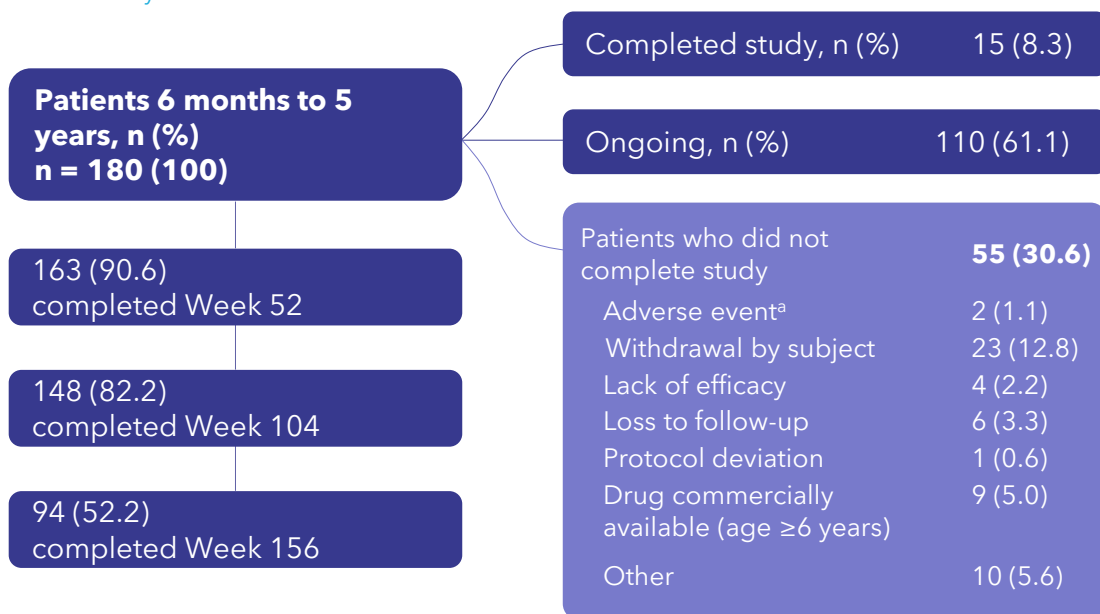 Patients 6 months to 5
years, n (%)
n = 180 (100)
163 (90.6)
completed Week 52
148 (82.2)
completed Week 104
94 (52.2)
completed Week 156
Completed study, n (%) 15 (8.3)
Ongoing, n (%) 110 (61.1)
Patients who did not
complete study 55 (30.6)
Adverse eventᵃ 2 (1.1)
Withdrawal by subject 23 (12.8)
Lack of efficacy 4 (2.2)
Loss to follow-up 6 (3.3)
Protocol deviation 1 (0.6)
Drug commercially 9 (5.0)
available (age ≥6 years)
Other 10 (5.6)